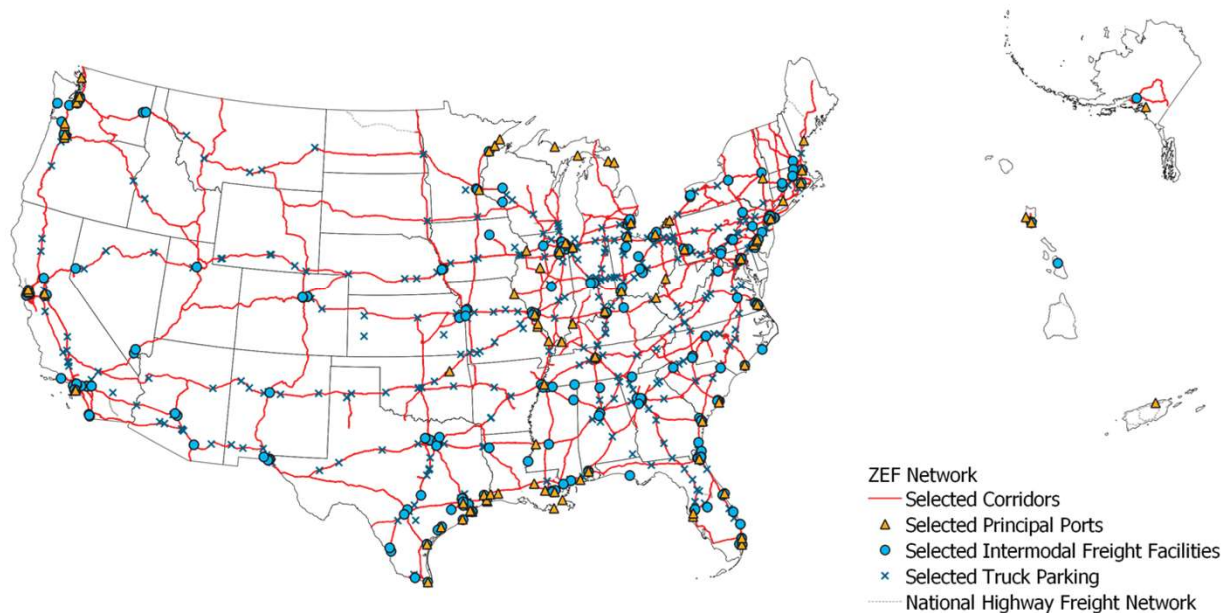 ZEF Network
Selected Corridors
Selected Principal Ports
Selected Intermodal Freight Facilities
Selected Truck Parking
National Highway Freight Network